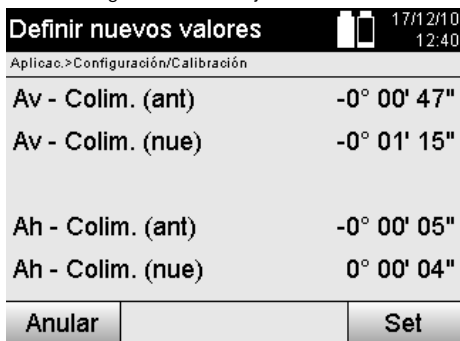 Definir nuevos valores
17/12/10
12:40
Aplicac.>Configuración/Calibración
Av - Colim. (ant) -0° 00' 47"
Av - Colim. (nue) -0° 01' 15"
Ah - Colim. (ant) -0° 00' 05"
Ah - Colim. (nue) 0° 00' 04"
Anular Set